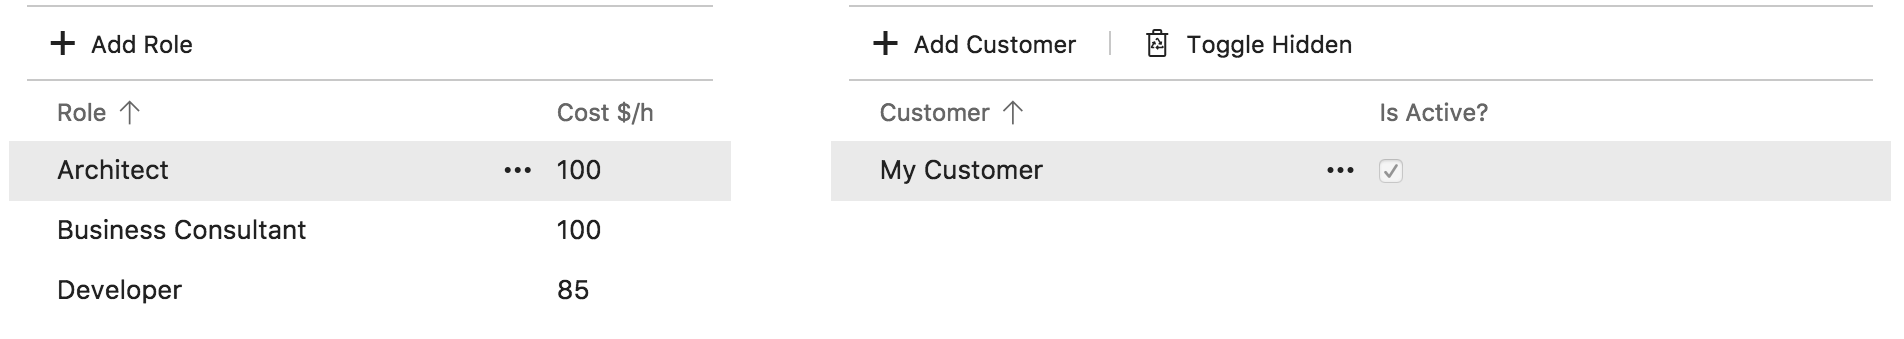 Add Role
Role Cost $/h
Architect ••• 100
Business Consultant 100
Developer 85
Add Customer | Toggle Hidden
Customer Is Active?
My Customer •••